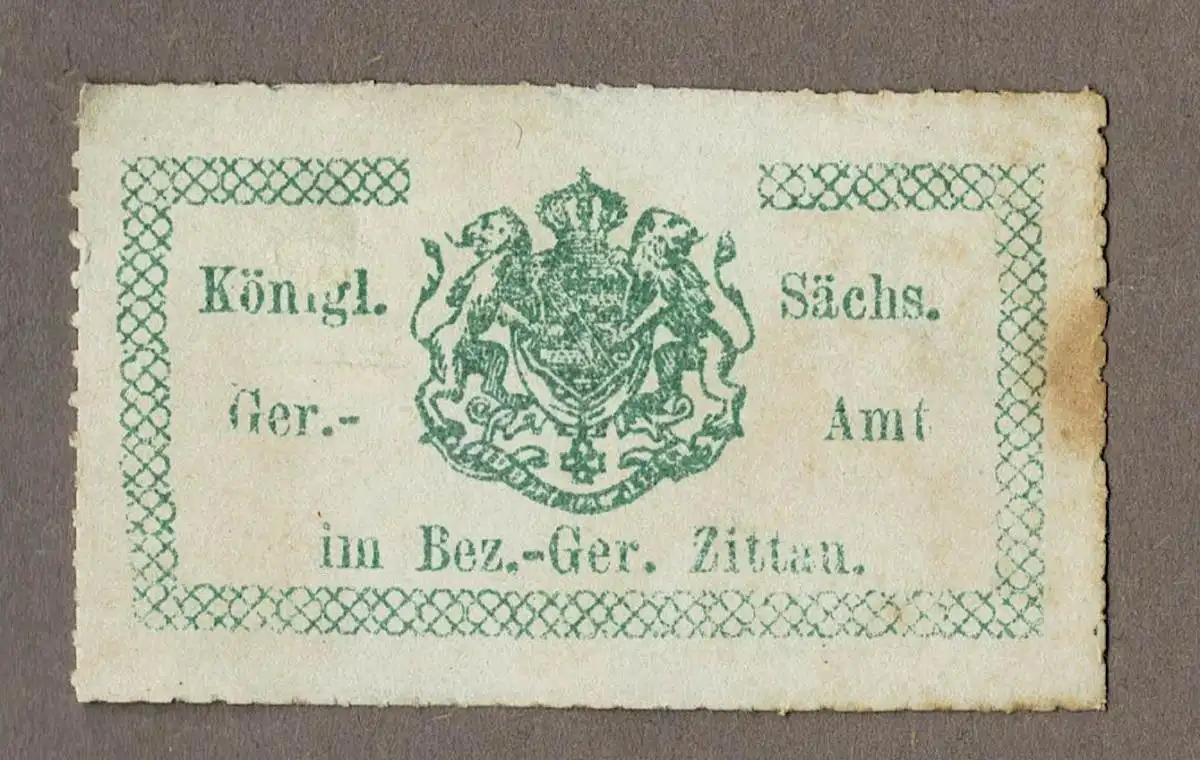 Königl. Sächs.
Ger.- Amt
im Bez.-Ger. Zittau.